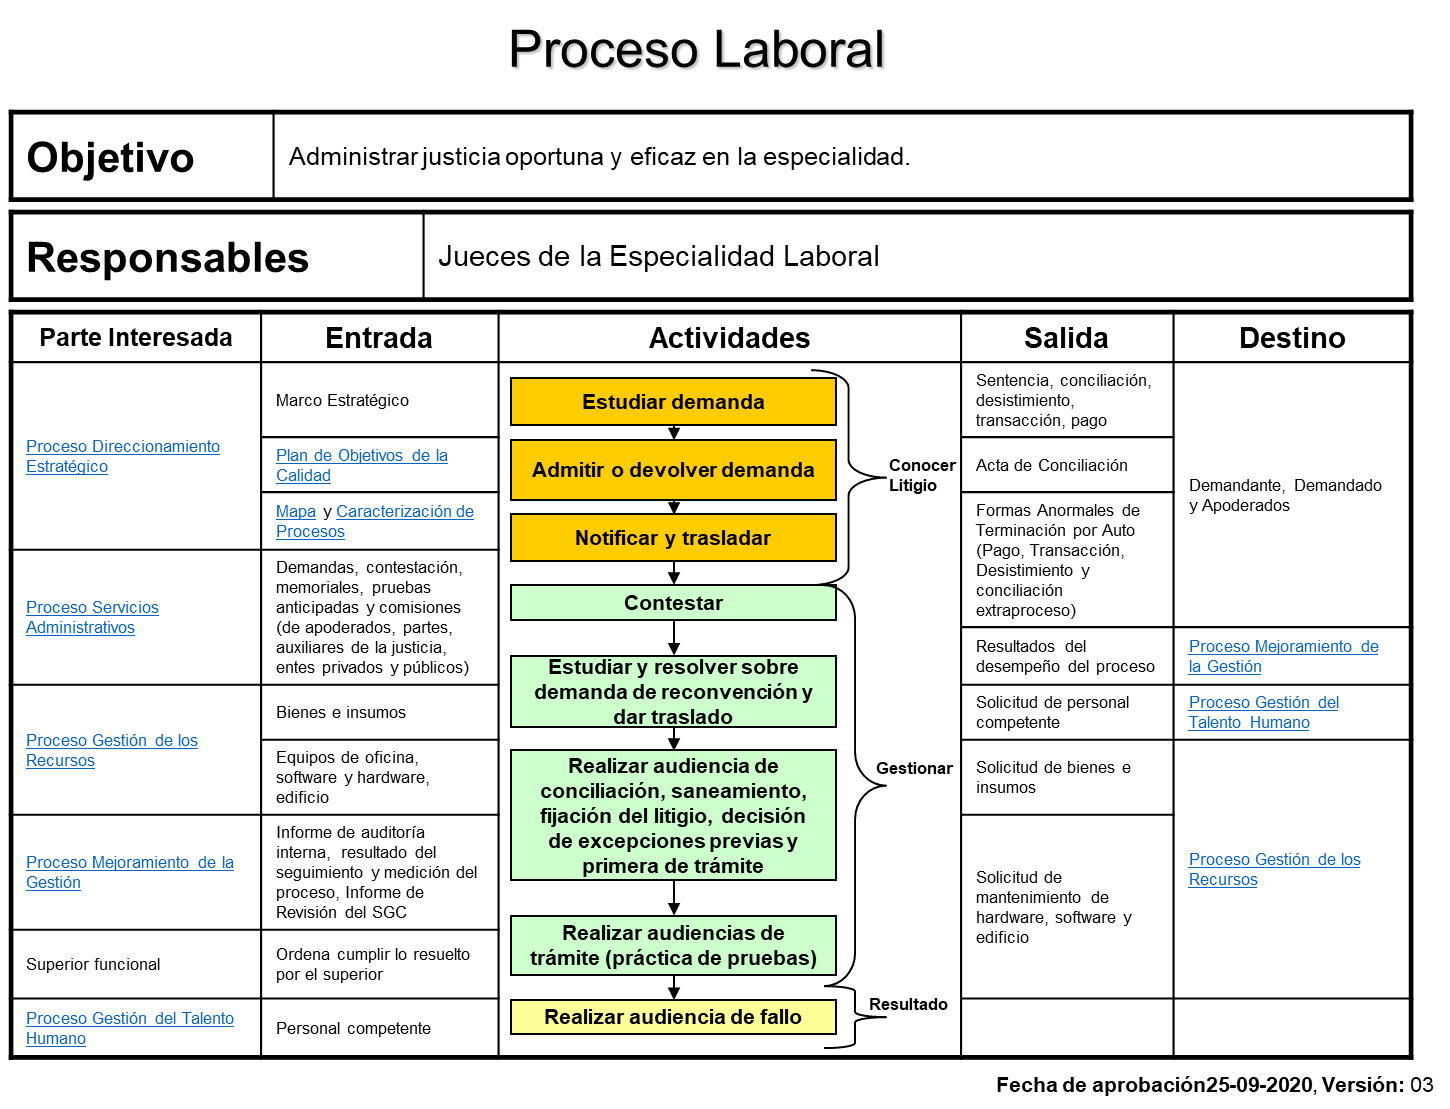 Proceso Laboral
Objetivo
Administrar justicia oportuna y eficaz en la especialidad.
Responsables
Jueces de la Especialidad Laboral
Parte Interesada
Entrada
Actividades
Salida
Destino
Proceso Direccionamiento
Estratégico
Proceso Servicios
Administrativos
Proceso Gestión de los
Recursos
Proceso Mejoramiento de la
Gestión
Superior funcional
Proceso Gestión del Talento
Humano
Marco Estratégico
Plan de Objetivos de la
Calidad
Mapa y Caracterización de
Procesos
Demandas, contestación,
memoriales, pruebas
anticipadas y comisiones
(de apoderados, partes,
auxiliares de la justicia,
entes privados y públicos)
Bienes e insumos
Equipos de oficina,
software y hardware,
edificio
Informe de auditoría
interna, resultado del
seguimiento y medición del
proceso, Informe de
Revisión del SGC
Ordena cumplir lo resuelto
por el superior
Personal competente
Estudiar demanda
Admitir o devolver demanda
Notificar y trasladar
Contestar
Estudiar y resolver sobre
demanda de reconvención y
dar traslado
Realizar audiencia de
conciliación, saneamiento,
fijación del litigio, decisión
de excepciones previas y
primera de trámite
Realizar audiencias de
trámite (práctica de pruebas)
Realizar audiencia de fallo
Conocer
Litigio
Gestionar
Resultado
Sentencia, conciliación,
desistimiento,
transacción, pago
Acta de Conciliación
Formas Anormales de
Terminación por Auto
(Pago, Transacción,
Desistimiento y
conciliación
extraproceso)
Resultados del
desempeño del proceso
Solicitud de personal
competente
Solicitud de bienes e
insumos
Solicitud de
mantenimiento de
hardware, software y
edificio
Demandante, Demandado
y Apoderados
Proceso Mejoramiento de
la Gestión
Proceso Gestión del
Talento Humano
Proceso Gestión de los
Recursos
Fecha de aprobación25-09-2020, Versión: 03